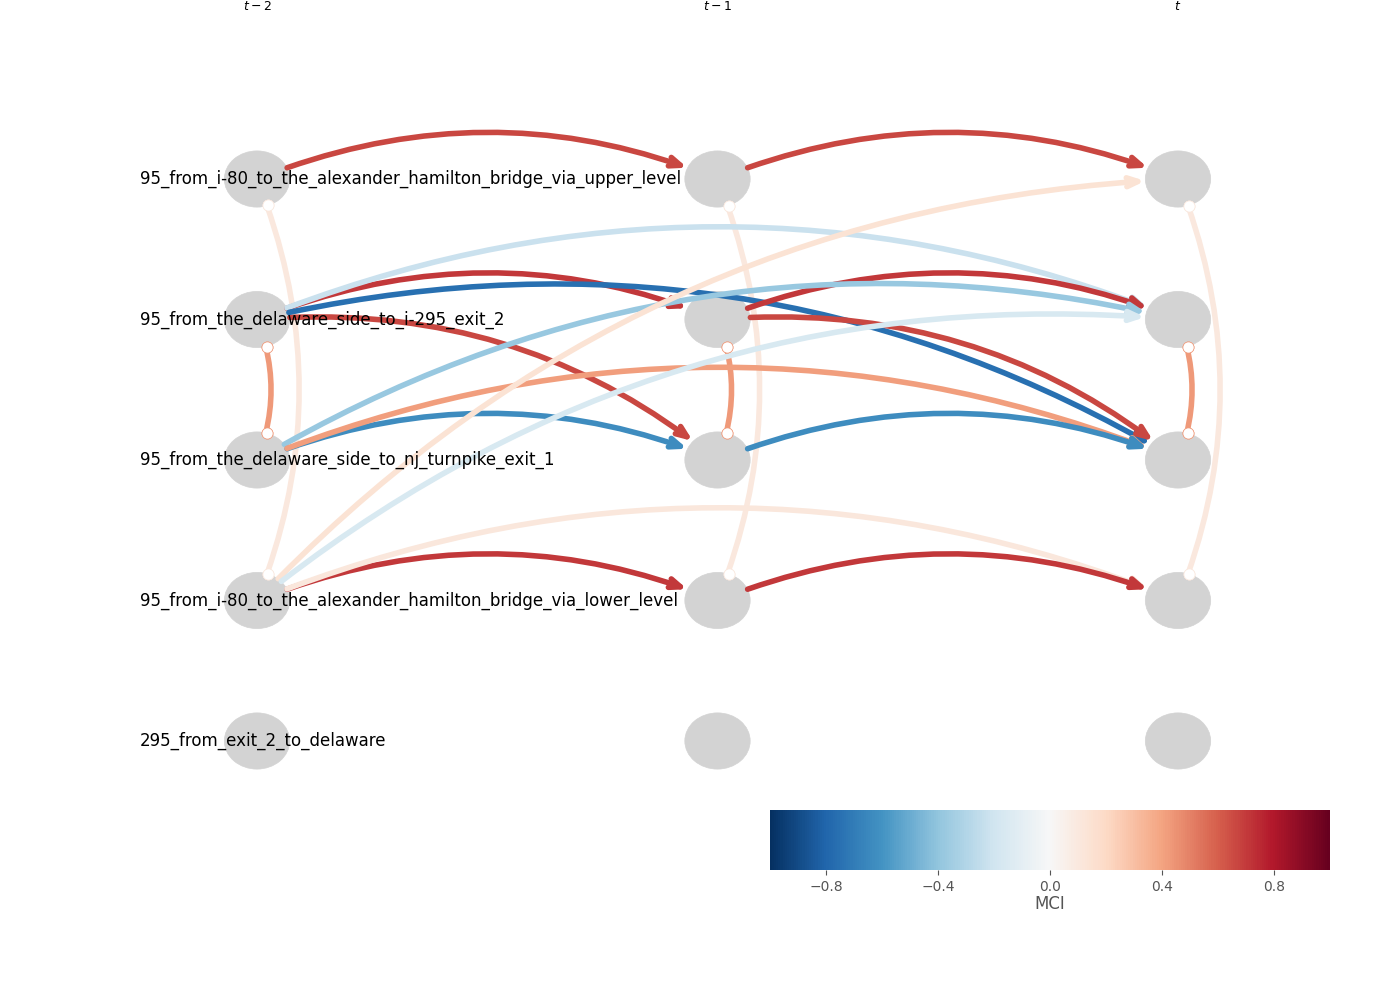 t − 2
t − 1
t
95_from_i-80_to_the_alexander_hamilton_bridge_via_upper_level
95_from_the_delaware_side_to_i-295_exit_2
95_from_the_delaware_side_to_nj_turnpike_exit_1
95_from_i-80_to_the_alexander_hamilton_bridge_via_lower_level
295_from_exit_2_to_delaware
−0.8
−0.4
0.0
0.4
0.8
MCI